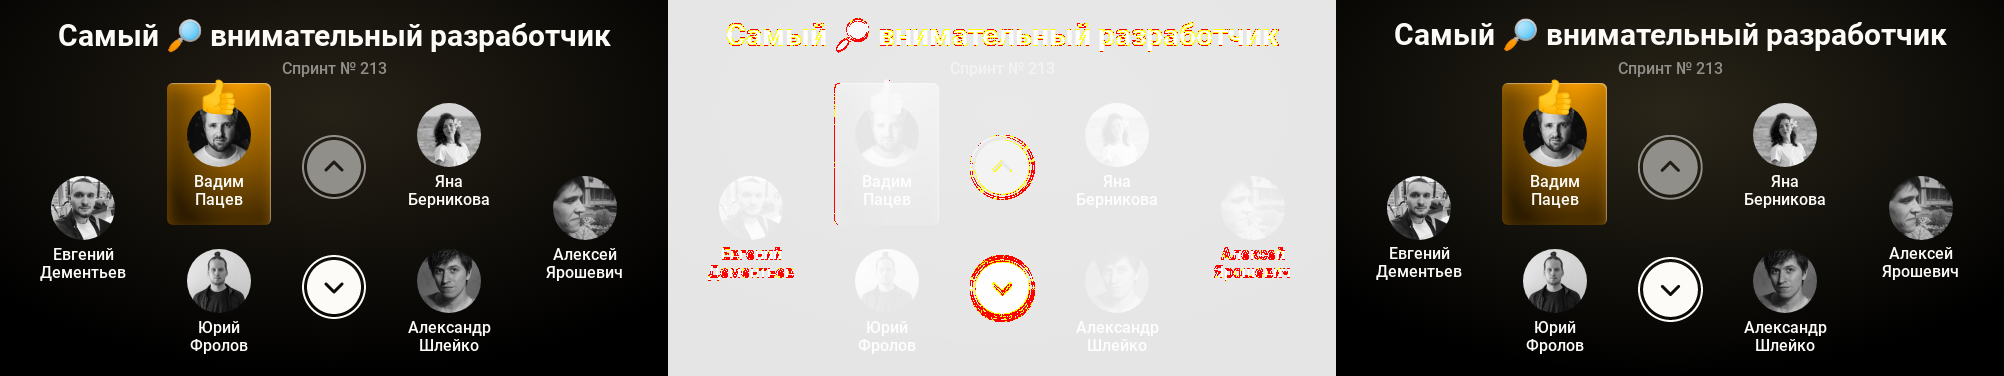 Самый 🔎 внимательный разработчик
Спринт № 213
Вадим
Пацев
Яна
Берникова
Евгений
Дементьев
Алексей
Ярошевич
Юрий
Фролов
Александр
Шлейко
Самый 🔎 внимательный разработчик
Спринт № 213
Вадим
Пацев
Яна
Берникова
Евгений
Дементьев
Алексей
Ярошевич
Юрий
Фролов
Александр
Шлейко
Самый 🔎 внимательный разработчик
Спринт № 213
Вадим
Пацев
Яна
Берникова
Евгений
Дементьев
Алексей
Ярошевич
Юрий
Фролов
Александр
Шлейко